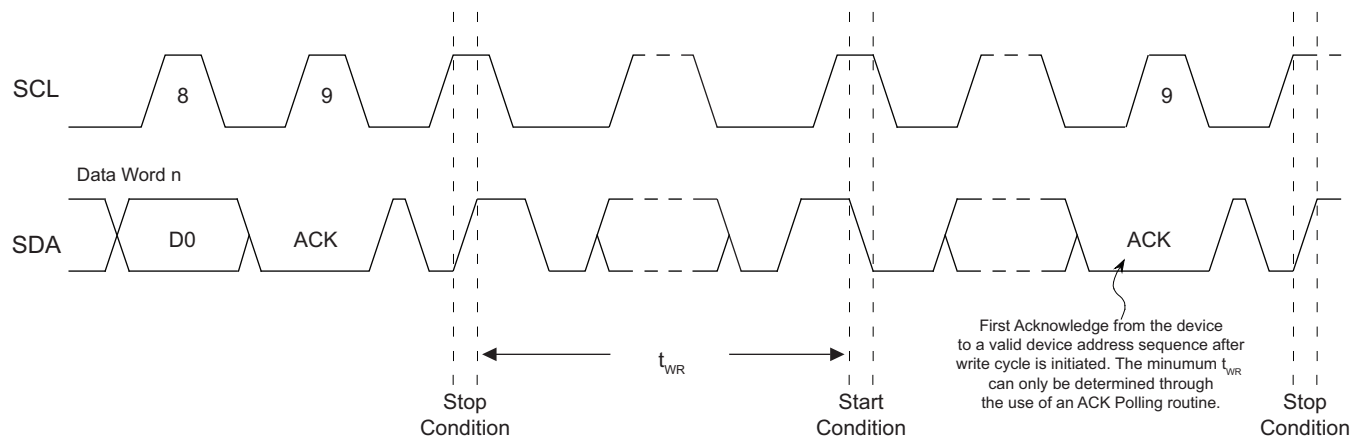 SCL
8
9
9
Data Word n
SDA
D0
ACK
ACK
First Acknowledge from the device
to a valid device address sequence after
write cycle is initiated. The minumum tWR
can only be determined through
the use of an ACK Polling routine.
tWR
Stop
Condition
Start
Condition
Stop
Condition